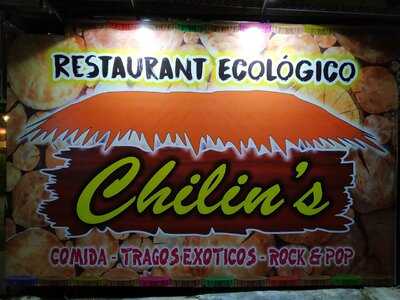 RESTAURANT ECOLÓGICO
Chilin's
COMIDA - TRAGOS EXOTICOS - ROCK & POP